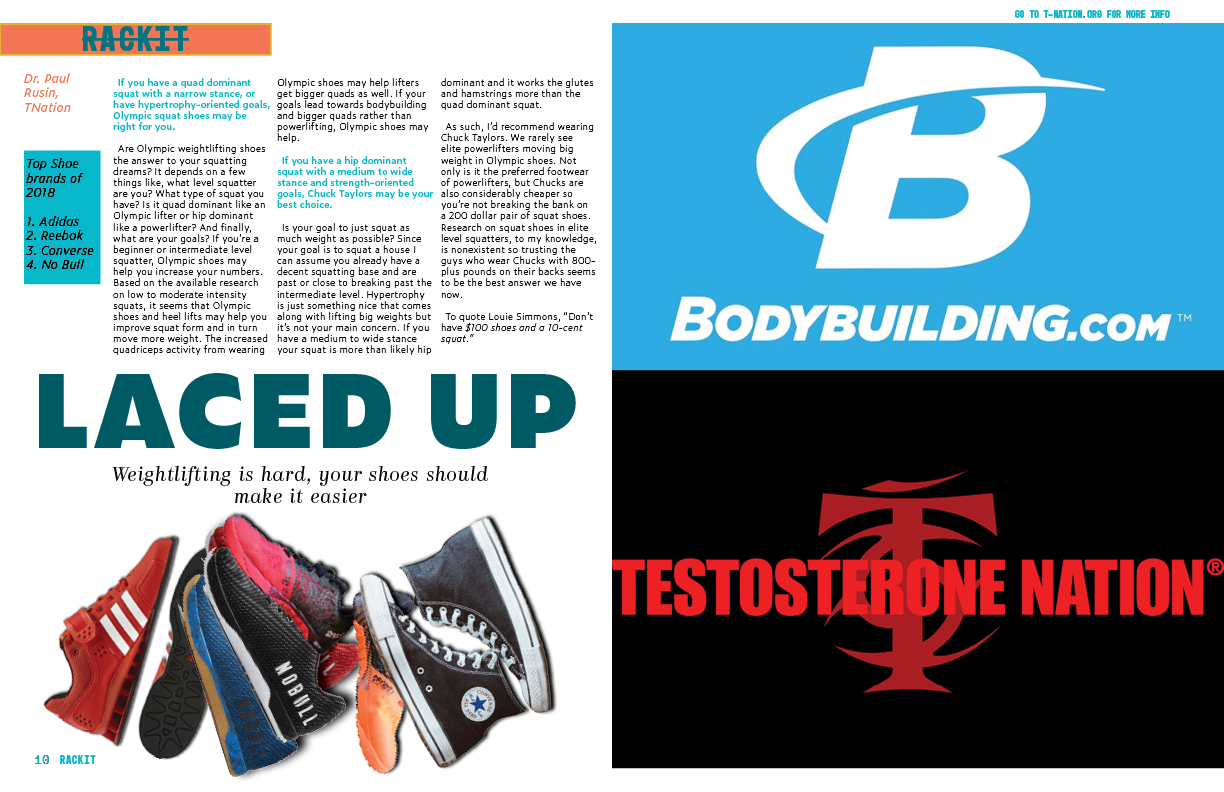 GO TO T-NATION.ORG FOR MORE INFO
RACKIT
Dr. Paul
Rusin,
TNation
Top Shoe
brands of
2018
1. Adidas
2. Reebok
3. Converse
4. No Bull
If you have a quad dominant
squat with a narrow stance, or
have hypertrophy-oriented goals,
Olympic squat shoes may be
right for you.
Are Olympic weightlifting shoes
the answer to your squatting
dreams? It depends on a few
things like, what level squatter
are you? What type of squat you
have? Is it quad dominant like an
Olympic lifter or hip dominant
like a powerlifter? And finally,
what are your goals? If you're a
beginner or intermediate level
squatter, Olympic shoes may
help you increase your numbers.
Based on the available research
on low to moderate intensity
squats, it seems that Olympic
shoes and heel lifts may help you
improve squat form and in turn
move more weight. The increased
quadriceps activity from wearing
Olympic shoes may help lifters
get bigger quads as well. If your
goals lead towards bodybuilding
and bigger quads rather than
powerlifting, Olympic shoes may
help.
If you have a hip dominant
squat with a medium to wide
stance and strength-oriented
goals, Chuck Taylors may be your
best choice.
Is your goal to just squat as
much weight as possible? Since
your goal is to squat a house I
can assume you already have a
decent squatting base and are
past or close to breaking past the
intermediate level. Hypertrophy
is just something nice that comes
along with lifting big weights but
it's not your main concern. If you
have a medium to wide stance
your squat is more than likely hip
dominant and it works the glutes
and hamstrings more than the
quad dominant squat.
As such, I'd recommend wearing
Chuck Taylors. We rarely see
elite powerlifters moving big
weight in Olympic shoes. Not
only is it the preferred footwear
of powerlifters, but Chucks are
also considerably cheaper so
you're not breaking the bank on
a 200 dollar pair of squat shoes.
Research on squat shoes in elite
level squatters, to my knowledge,
is nonexistent so trusting the
guys who wear Chucks with 800-
plus pounds on their backs seems
to be the best answer we have
now.
To quote Louie Simmons, “Don't
have $100 shoes and a 10-cent
squat.”
LACED UP
Weightlifting is hard, your shoes should
make it easier
NOBULL
CONVERSE
ALL STAR
10 RACKIT
B
BODYBUILDING.COM™
T
TESTOSTERONE NATION®